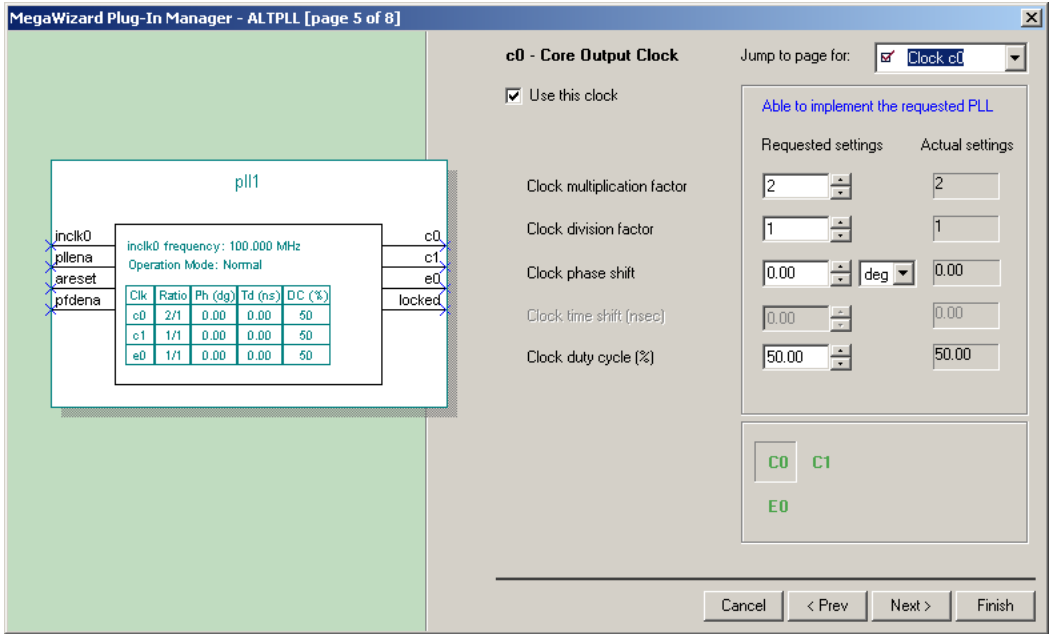 MegaWizard Plug-In Manager - ALTPLL [page 5 of 8]
c0 - Core Output Clock
Jump to page for:
Clock c0
Use this clock
Able to implement the requested PLL
Requested settings
Actual settings
Clock multiplication factor
2
2
Clock division factor
1
1
Clock phase shift
0.00
deg
0.00
Clock time shift (nsec)
0.00
0.00
Clock duty cycle (%)
50.00
50.00
pll1
inclk0
pllena
areset
pfdena
inclk0 frequency: 100.000 MHz
Operation Mode: Normal
Clk Ratio Ph (dg) Td (ns) DC (%)
c0 2/1 0.00 0.00 50
c1 1/1 0.00 0.00 50
e0 1/1 0.00 0.00 50
c0
c1
e0
locked
C0 C1
E0
Cancel
< Prev
Next >
Finish